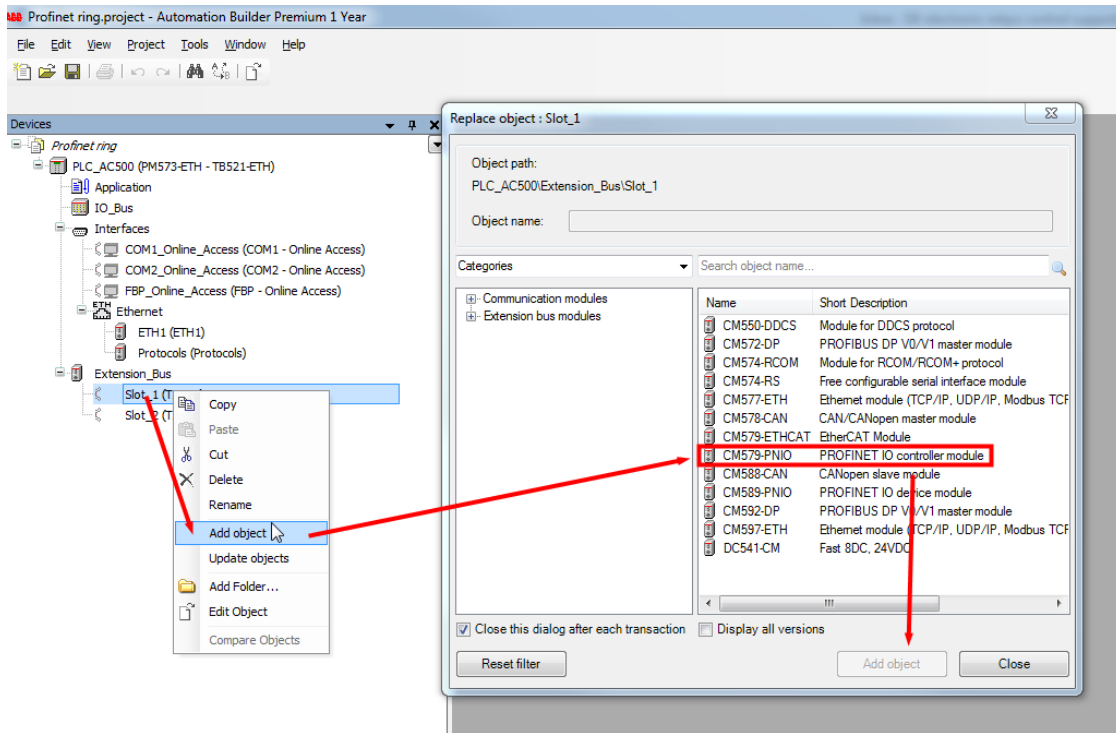 ABB Profinet ring.project - Automation Builder Premium 1 Year
File Edit View Project Tools Window Help
Devices
Profinet ring
PLC_AC500 (PM573-ETH - TB521-ETH)
Application
IO_Bus
Interfaces
COM1_Online_Access (COM1 - Online Access)
COM2_Online_Access (COM2 - Online Access)
FBP_Online_Access (FBP - Online Access)
ETH Ethernet
ETH1 (ETH1)
Protocols (Protocols)
Extension_Bus
Slot_1 (T
Slot_2 (T
Copy
Paste
Cut
Delete
Rename
Add object
Update objects
Add Folder...
Edit Object
Compare Objects
Replace object : Slot_1
Object path:
PLC_AC500\Extension_Bus\Slot_1
Object name:
Categories
Search object name...
Communication modules
Extension bus modules
Name Short Description
CM550-DDCS Module for DDCS protocol
CM572-DP PROFIBUS DP V0/V1 master module
CM574-RCOM Module for RCOM/RCOM+ protocol
CM574-RS Free configurable serial interface module
CM577-ETH Ethernet module (TCP/IP, UDP/IP, Modbus TCP
CM578-CAN CAN/CANopen master module
CM579-ETHCAT EtherCAT Module
CM579-PNIO PROFINET IO controller module
CM588-CAN CANopen slave module
CM589-PNIO PROFINET IO device module
CM592-DP PROFIBUS DP V0/V1 master module
CM597-ETH Ethernet module (TCP/IP, UDP/IP, Modbus TCP
DC541-CM Fast 8DC, 24VDC
Close this dialog after each transaction Display all versions
Reset filter Add object Close